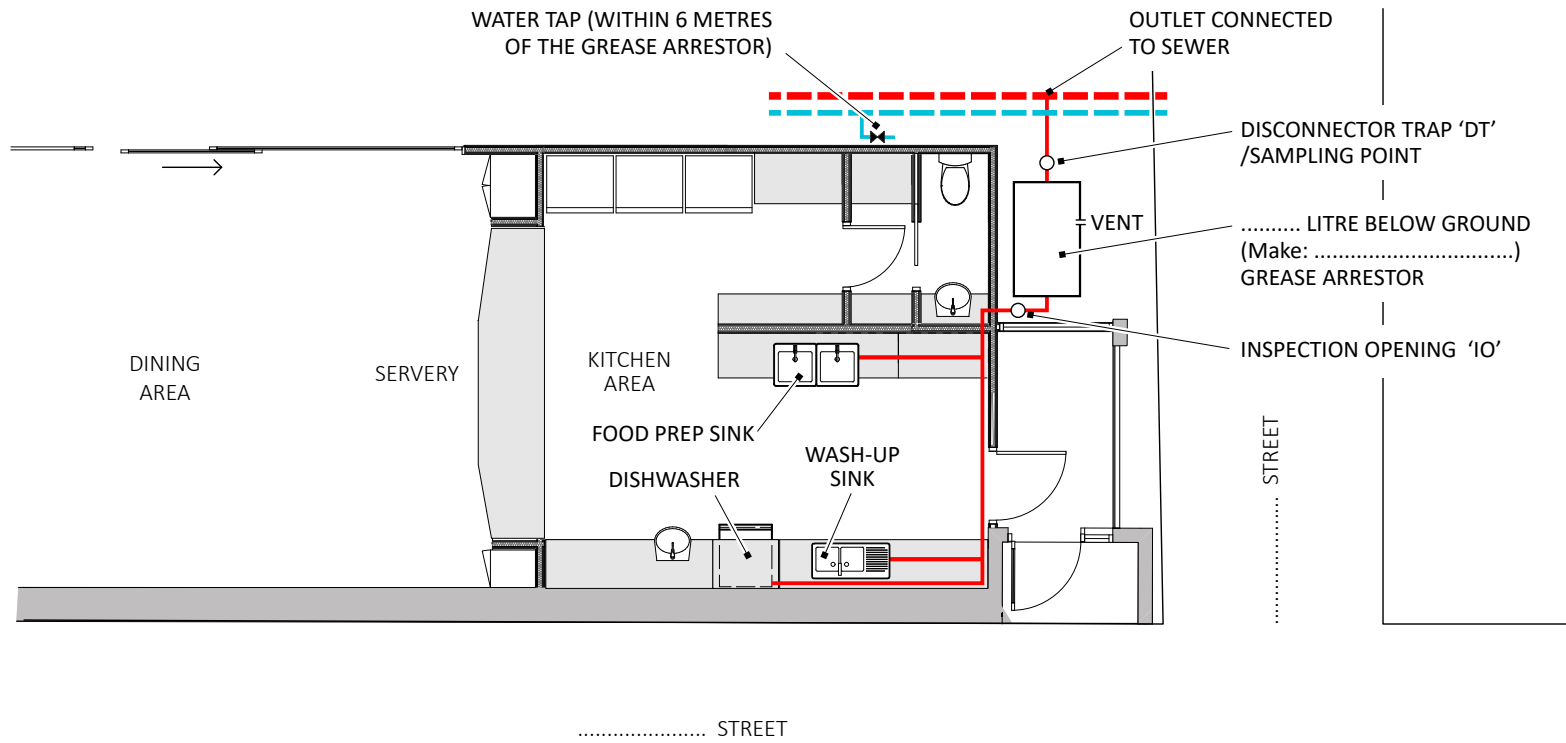 WATER TAP (WITHIN 6 METRES
OF THE GREASE ARRESTOR)
OUTLET CONNECTED
TO SEWER
DISCONNECTOR TRAP ‘DT’
/SAMPLING POINT
VENT
.......... LITRE BELOW GROUND
(Make: .................................)
GREASE ARRESTOR
INSPECTION OPENING ‘IO’
DINING
AREA
SERVERY
KITCHEN
AREA
FOOD PREP SINK
WASH-UP
SINK
DISHWASHER
..................... STREET
..................... STREET